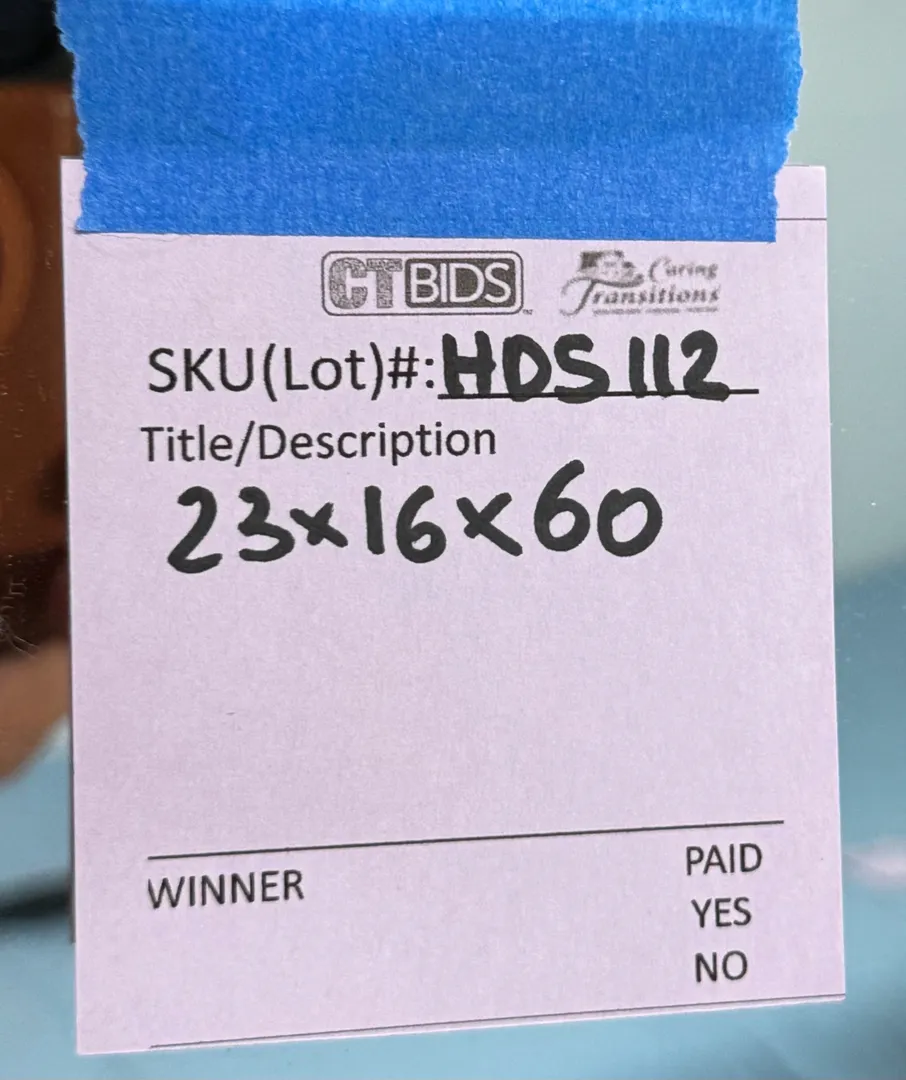 CTBIDS Caring
Transitions
SKU(Lot)#: HDS 112
Title/Description
23x16x60
WINNER PAID
YES
NO